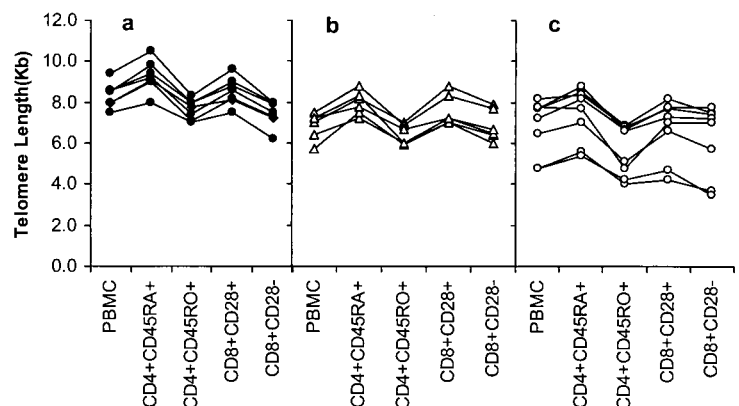 a
b
c
Telomere Length(Kb)
12.0
10.0
8.0
6.0
4.0
2.0
0.0
PBMC
CD4+CD45RA+
CD4+CD45RO+
CD8+CD28+
CD8+CD28-
PBMC
CD4+CD45RA+
CD4+CD45RO+
CD8+CD28+
CD8+CD28-
PBMC
CD4+CD45RA+
CD4+CD45RO+
CD8+CD28+
CD8+CD28-